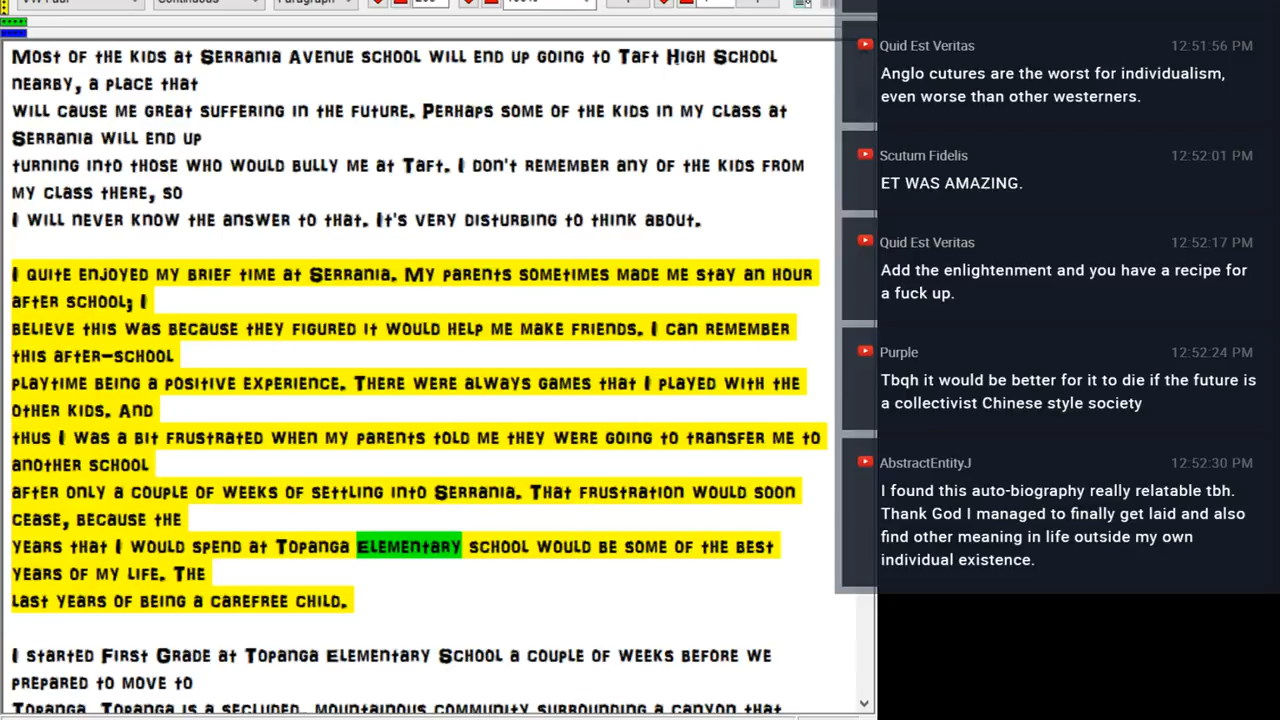 Continuous
Paragraph
Most of the kids at Serrania Avenue school will end up going to Taft High School
nearby, a place that
will cause me great suffering in the future. Perhaps some of the kids in my class at
Serrania will end up
turning into those who would bully me at Taft. I don't remember any of the kids from
my class there, so
I will never know the answer to that. It's very disturbing to think about.
I quite enjoyed my brief time at Serrania. My parents sometimes made me stay an hour
after school; I
believe this was because they figured it would help me make friends. I can remember
this after-school
playtime being a positive experience. There were always games that I played with the
other kids. And
thus I was a bit frustrated when my parents told me they were going to transfer me to
another school
after only a couple of weeks of settling into Serrania. That frustration would soon
cease, because the
years that I would spend at Topanga Elementary school would be some of the best
years of my life. The
last years of being a carefree child.
I started First Grade at Topanga Elementary School a couple of weeks before we
prepared to move to
Topanga. Topanga is a secluded, mountainous community surrounding a canyon that
Quid Est Veritas 12:51:56 PM
Anglo cutures are the worst for individualism,
even worse than other westerners.
Scutum Fidelis 12:52:01 PM
ET WAS AMAZING.
Quid Est Veritas 12:52:17 PM
Add the enlightenment and you have a recipe for
a fuck up.
Purple 12:52:24 PM
Tbqh it would be better for it to die if the future is
a collectivist Chinese style society
AbstractEntityJ 12:52:30 PM
I found this auto-biography really relatable tbh.
Thank God I managed to finally get laid and also
find other meaning in life outside my own
individual existence.